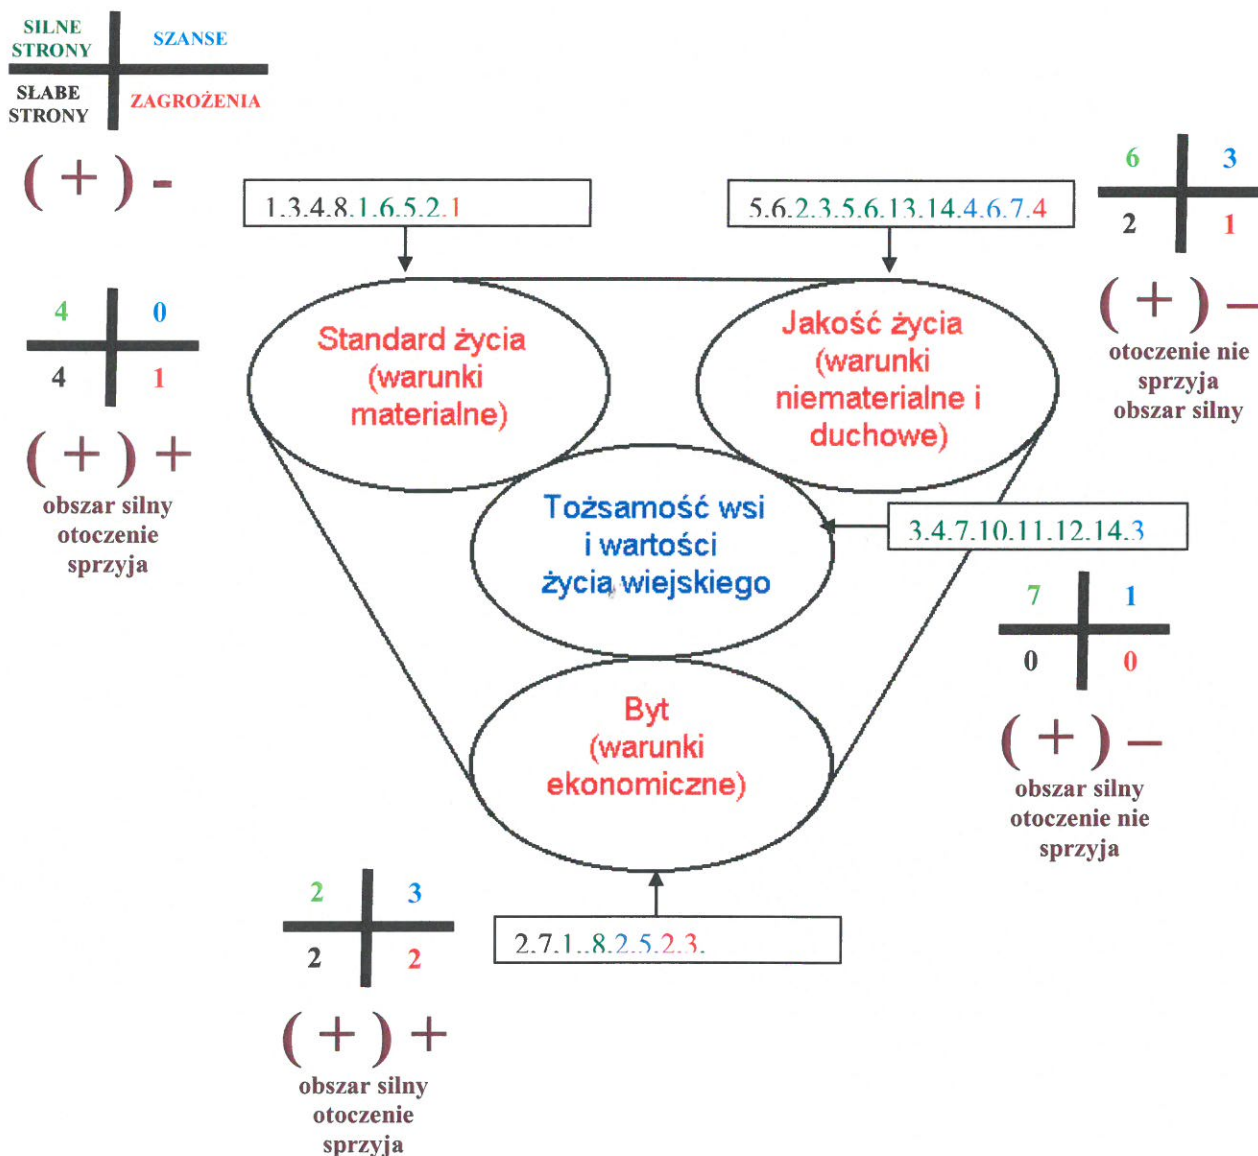 SILNE
STRONY
SZANSE
SŁABE
STRONY
ZAGROŻENIA
( + ) -
1.3.4.8.1.6.5.2.1
5.6.2.3.5.6.13.14.4.6.7.4
6 3
2 1
( + ) –
otoczenie nie
sprzyja
obszar silny
4 0
4 1
( + ) +
obszar silny
otoczenie
sprzyja
Standard życia
(warunki
materialne)
Jakość życia
(warunki
niematerialne i
duchowe)
Tożsamość wsi
i wartości
życia wiejskiego
3.4.7.10.11.12.14.3
7 1
0 0
( + ) –
obszar silny
otoczenie nie
sprzyja
Byt
(warunki
ekonomiczne)
2 3
2 2
2.7.1..8.2.5.2.3.
( + ) +
obszar silny
otoczenie
sprzyja